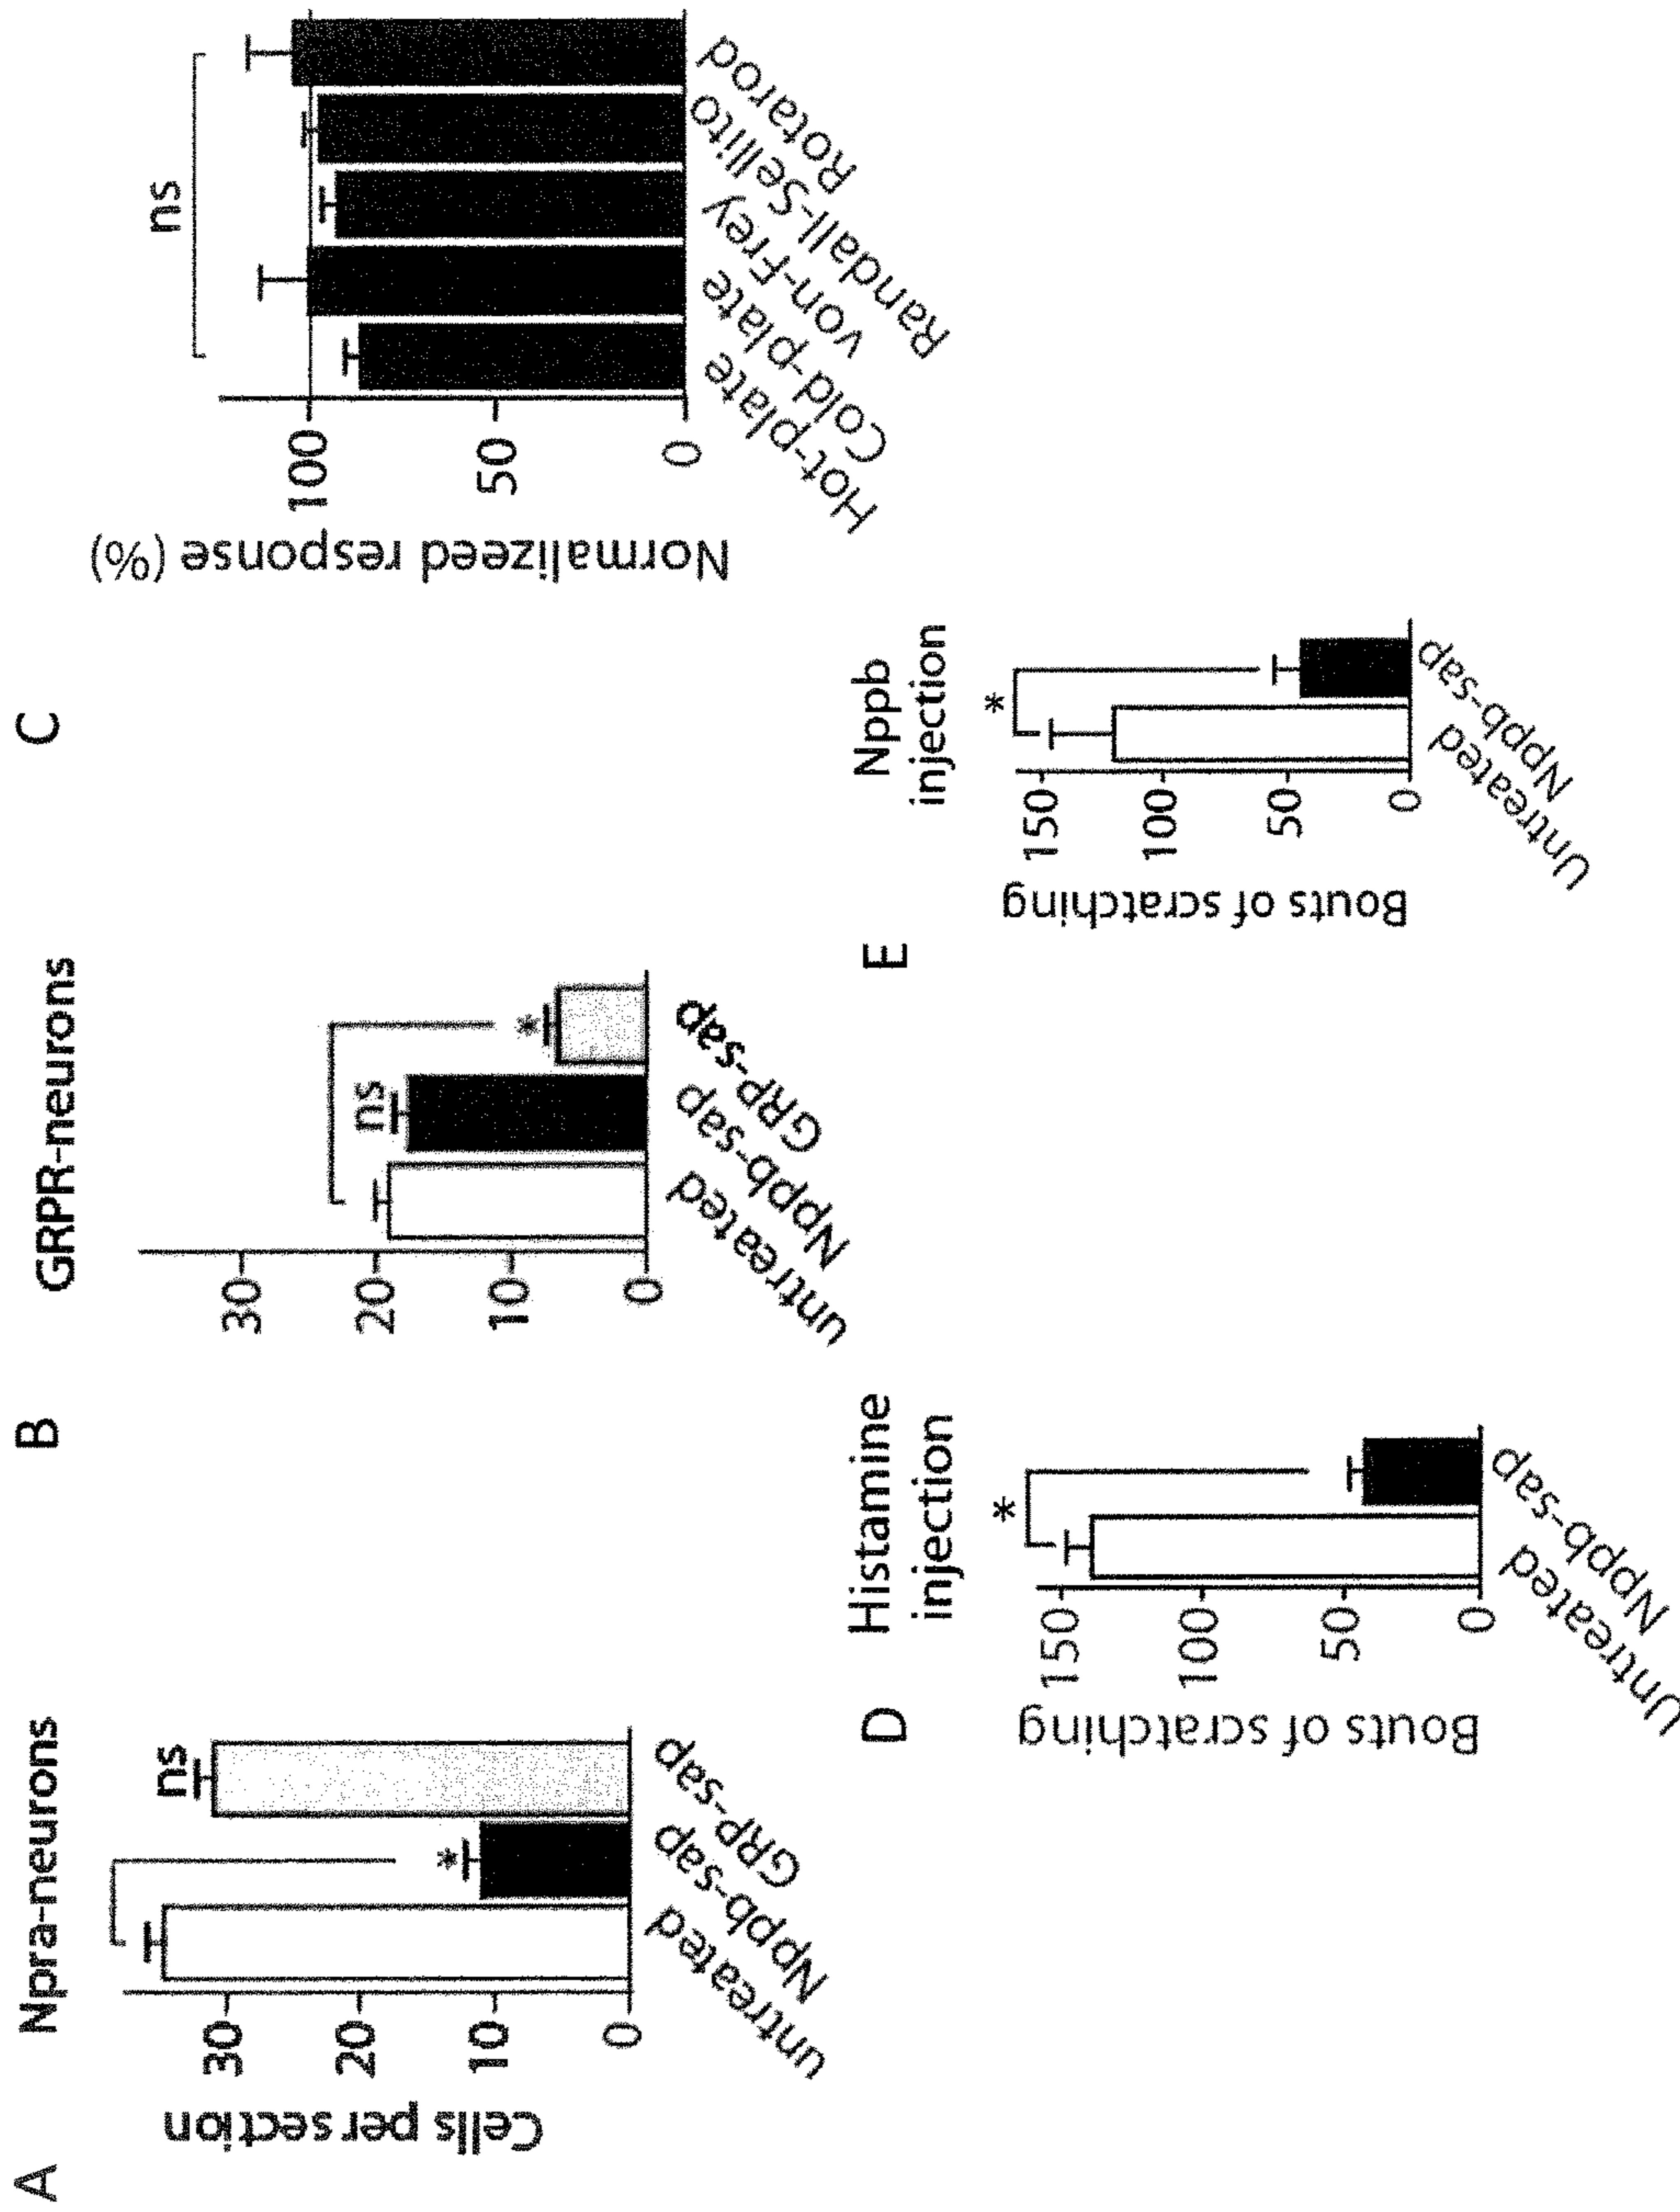 A
Npra-neurons
Cells per section
30
20
10
0
*
ns
untreated
Nppb-sap
GRP-sap
B
GRPR-neurons
30
20
10
0
ns
*
untreated
Nppb-sap
GRP-sap
C
Normalizeed response (%)
100
50
0
ns
Hot-plate
Cold-plate
von-Frey
Randall-Sellito
Rotarod
D
Histamine
injection
Bouts of scratching
150
100
50
0
*
Untreated
Nppb-sap
E
Nppb
injection
Bouts of scratching
150
100
50
0
*
Untreated
Nppb-sap